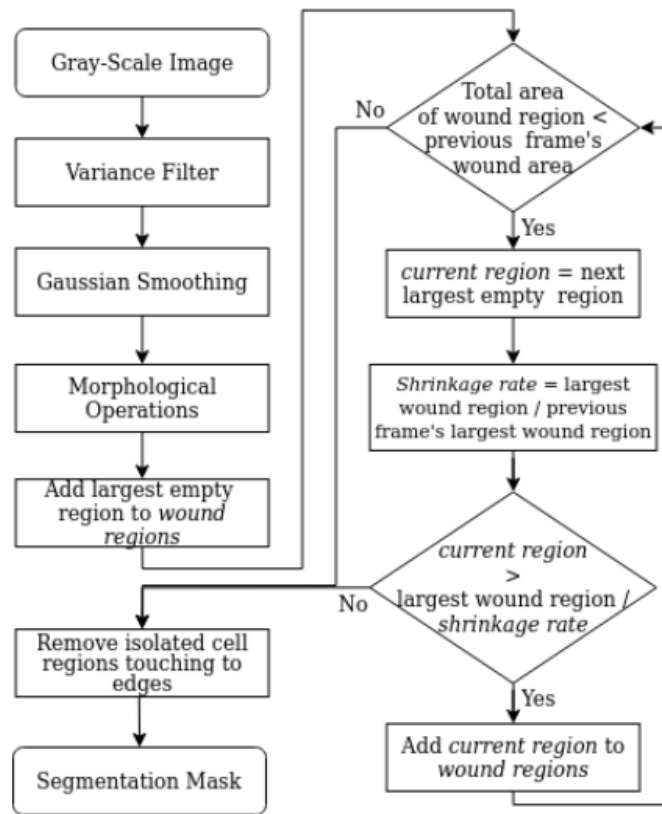 Gray-Scale Image
Variance Filter
Gaussian Smoothing
Morphological
Operations
Add largest empty
region to wound
regions
Remove isolated cell
regions touching to
edges
Segmentation Mask
Total area
of wound region <
previous frame's
wound area
No
Yes
current region = next
largest empty region
Shrinkage rate = largest
wound region / previous
frame's largest wound region
current region
>
largest wound region /
shrinkage rate
No
Yes
Add current region to
wound regions